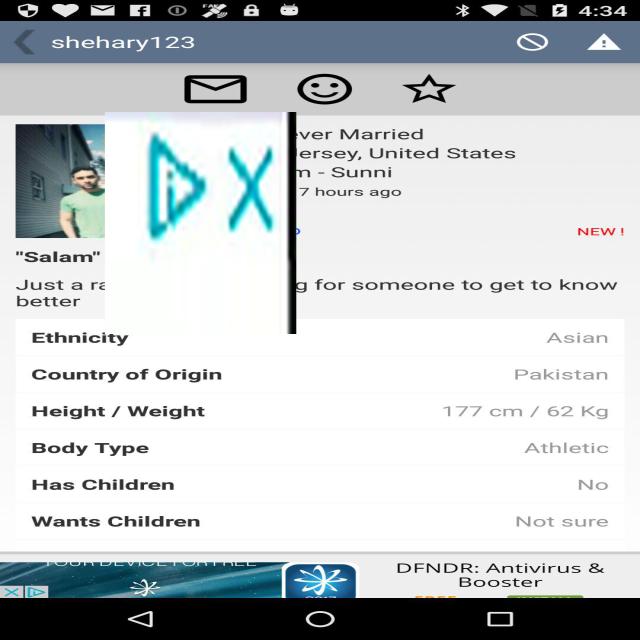 4:34
shehary123
ver Married
ersey, United States
m - Sunni
7 hours ago
NEW !
"Salam"
Just a ra g for someone to get to know
better
Ethnicity Asian
Country of Origin Pakistan
Height / Weight 177 cm / 62 Kg
Body Type Athletic
Has Children No
Wants Children Not sure
YOUR DEVICE FOR FREE
DFNDR: Antivirus &
Booster